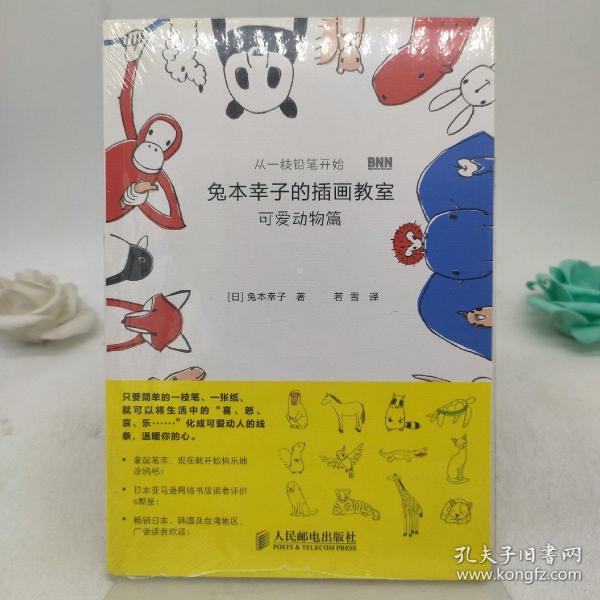 从一枝铅笔开始
BNN
兔本幸子的插画教室
可爱动物篇
[日]兔本幸子 著 若雪 译
只要简单的一枝笔、一张纸，
就可以将生活中的“喜、怒、
哀、乐……”化成可爱动人的线
条，温暖你的心。
拿起笔来，现在就开始快乐地
涂鸦吧！
日本亚马逊网络书店读者评价
5颗星！
畅销日本、韩国及台湾地区，
广受读者欢迎！
人民邮电出版社
POSTS & TELECOM PRESS
孔夫子旧书网
www.kongfz.com